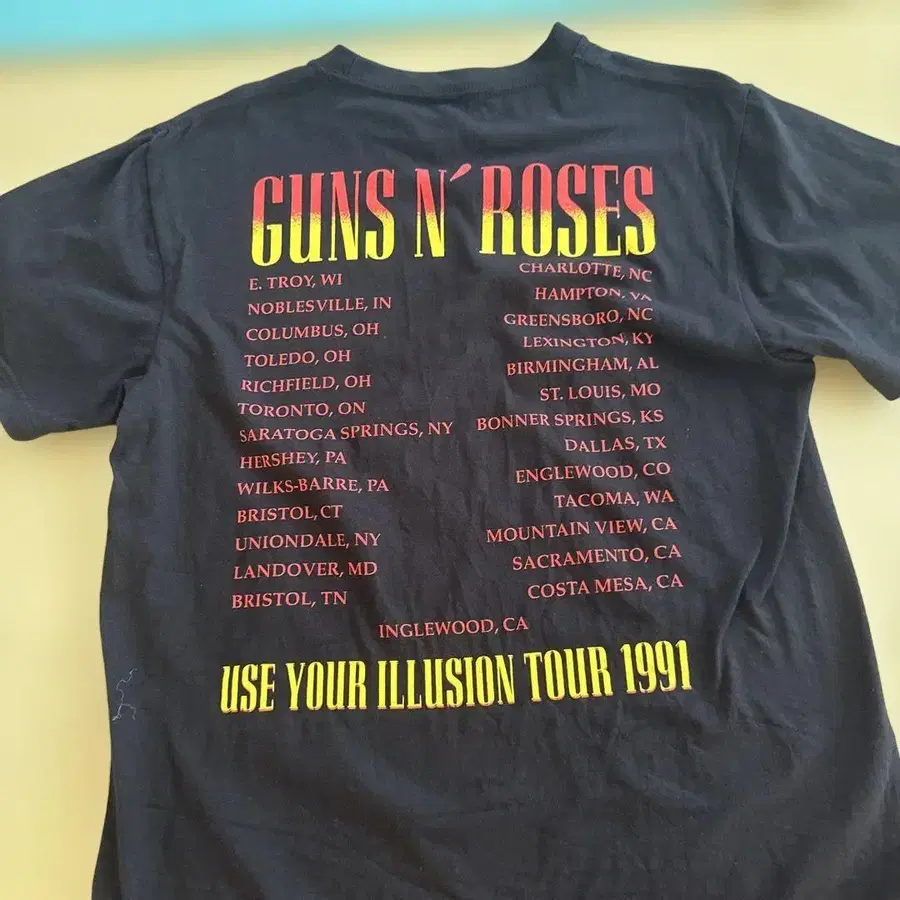 GUNS N´ ROSES
E. TROY, WI
NOBLESVILLE, IN
COLUMBUS, OH
TOLEDO, OH
RICHFIELD, OH
TORONTO, ON
SARATOGA SPRINGS, NY
HERSHEY, PA
WILKS-BARRE, PA
BRISTOL, CT
UNIONDALE, NY
LANDOVER, MD
BRISTOL, TN
CHARLOTTE, NC
HAMPTON, VA
GREENSBORO, NC
LEXINGTON, KY
BIRMINGHAM, AL
ST. LOUIS, MO
BONNER SPRINGS, KS
DALLAS, TX
ENGLEWOOD, CO
TACOMA, WA
MOUNTAIN VIEW, CA
SACRAMENTO, CA
COSTA MESA, CA
INGLEWOOD, CA
USE YOUR ILLUSION TOUR 1991